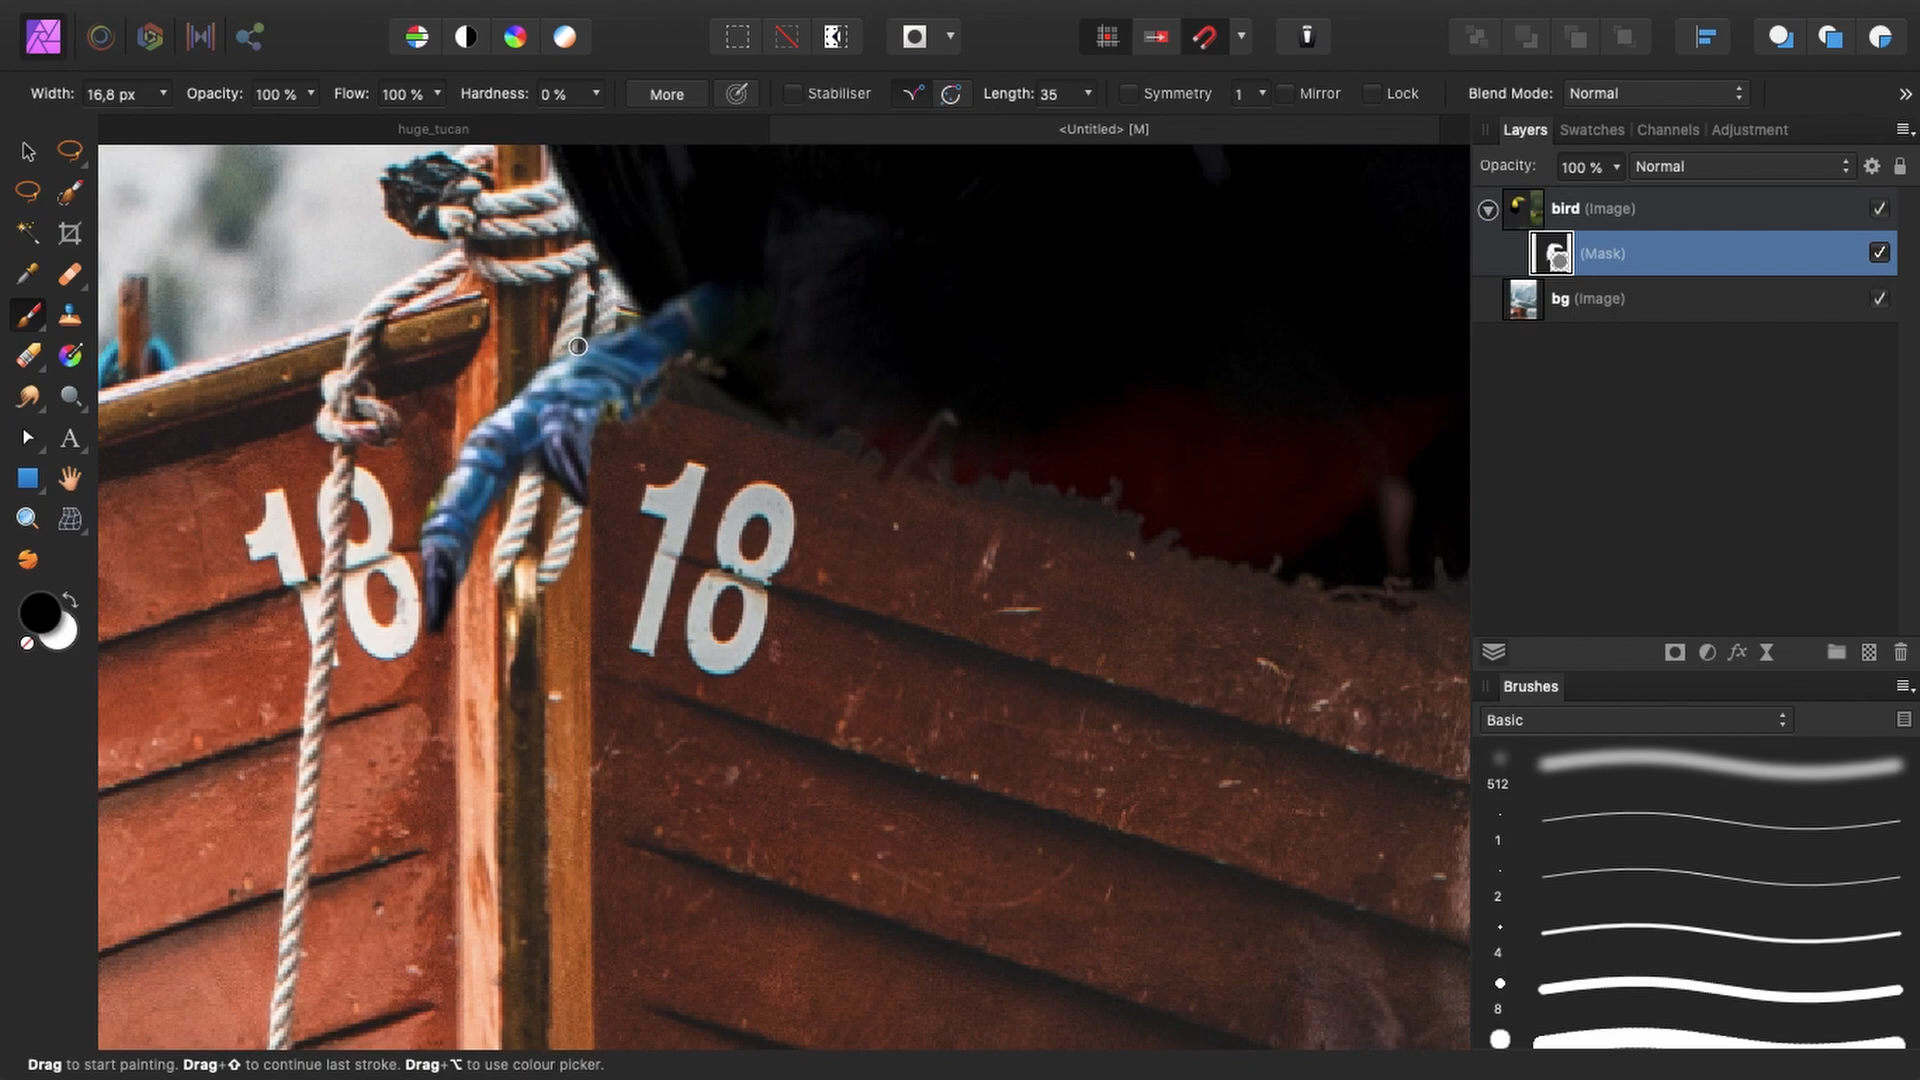 Width: 16,8 px Opacity: 100 % Flow: 100 % Hardness: 0 % More Stabiliser Length: 35 Symmetry 1 Mirror Lock Blend Mode: Normal »
huge_tucan <Untitled> [M]
Layers Swatches Channels Adjustment
Opacity: 100 % Normal
bird (Image)
(Mask)
bg (Image)
A
18 18
fx
Brushes
Basic
512
1
2
4
8
Drag to start painting. Drag+⇧ to continue last stroke. Drag+⌥ to use colour picker.